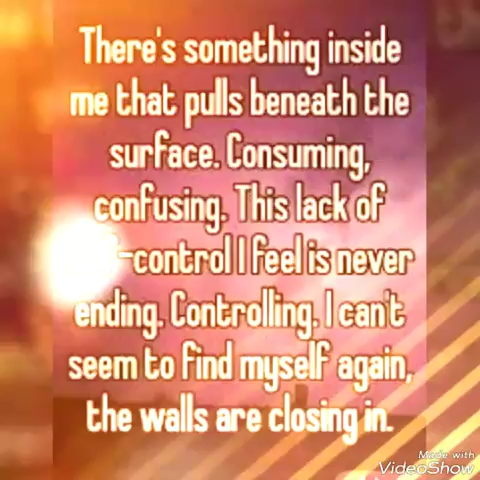 There's something inside
me that pulls beneath the
surface. Consuming,
confusing. This lack of
-control I feel is never
ending. Controlling. I can't
seem to find myself again,
the walls are closing in.
Made with
VideoShow